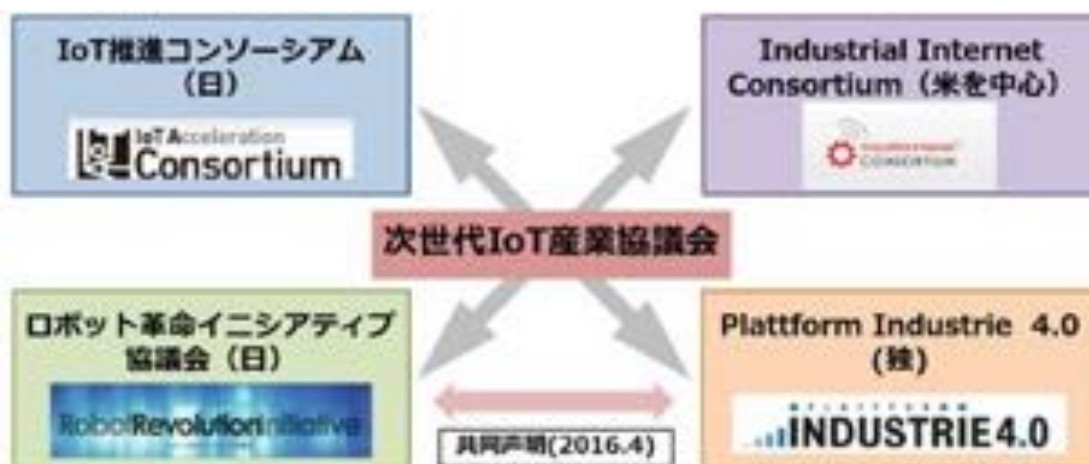 IoT推進コンソーシアム
(日)
IoT Acceleration
Consortium
Industrial Internet
Consortium(米を中心)
CONSORTIUM
次世代IoT産業協議会
ロボット革命イニシアティブ
協議会(日)
RobotRevolutionInitiative
Plattform Industrie 4.0
(独)
INDUSTRIE4.0
共同声明(2016.4)